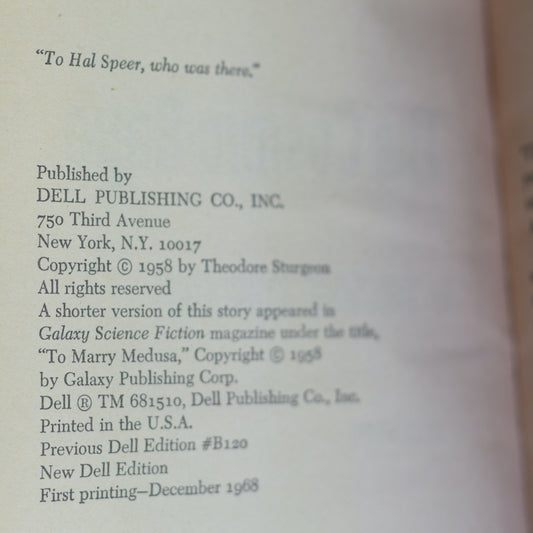 "To Hal Speer, who was there."
Published by
DELL PUBLISHING CO., INC.
750 Third Avenue
New York, N.Y. 10017
Copyright © 1958 by Theodore Sturgeon
All rights reserved
A shorter version of this story appeared in
Galaxy Science Fiction magazine under the title,
"To Marry Medusa," Copyright © 1958
by Galaxy Publishing Corp.
Dell ® TM 681510, Dell Publishing Co., Inc.
Printed in the U.S.A.
Previous Dell Edition #B120
New Dell Edition
First printing—December 1968